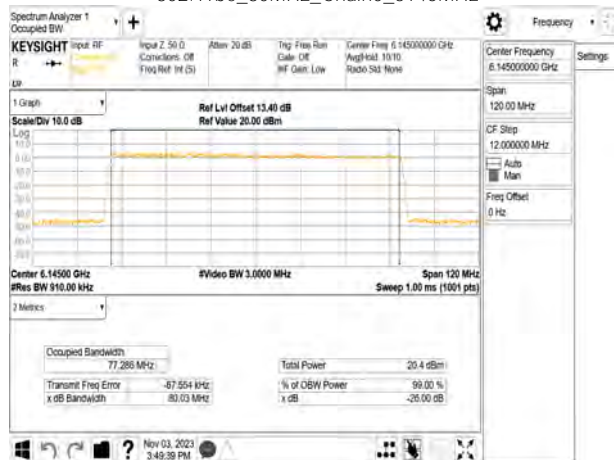 Spectrum Analyzer 1
Occupied BW
Frequency
KEYSIGHT Input: RF
Input Z: 50 Ω
Corrections: Off
Freq Ref: Int (S)
Atten: 20 dB
Trig: Free Run
Gate: Off
#IF Gain: Low
Center Freq: 6.145000000 GHz
Avg|Hold: 10/10
Radio Std: None
Center Frequency
6.145000000 GHz
Settings
Span
120.00 MHz
CF Step
12.000000 MHz
Auto
Man
Freq Offset
0 Hz
1 Graph
Scale/Div 10.0 dB
Ref Lvl Offset 13.40 dB
Ref Value 20.00 dBm
Log
10.0
0.00
Center 6.14500 GHz
#Res BW 910.00 kHz
#Video BW 3.0000 MHz
Span 120 MHz
Sweep 1.00 ms (1001 pts)
2 Metrics
Occupied Bandwidth
77.286 MHz
Total Power 20.4 dBm
Transmit Freq Error -67.554 kHz
% of OBW Power 99.00 %
x dB Bandwidth 80.03 MHz
x dB -26.00 dB
Nov 03, 2023
3:49:39 PM